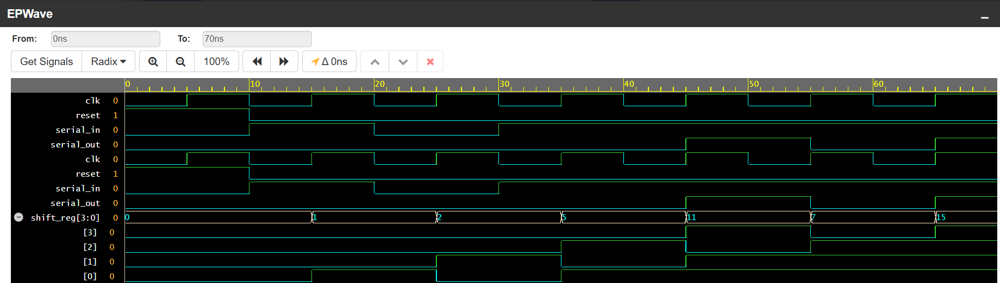 EPWave
From: 0ns To: 70ns
Get Signals Radix 100% Δ 0ns
0 10 20 30 40 50 60
clk 0
reset 1
serial_in 0
serial_out 0
clk 0
reset 1
serial_in 0
serial_out 0
shift_reg[3:0] 0 0 1 2 5 11 7 15
[3] 0
[2] 0
[1] 0
[0] 0